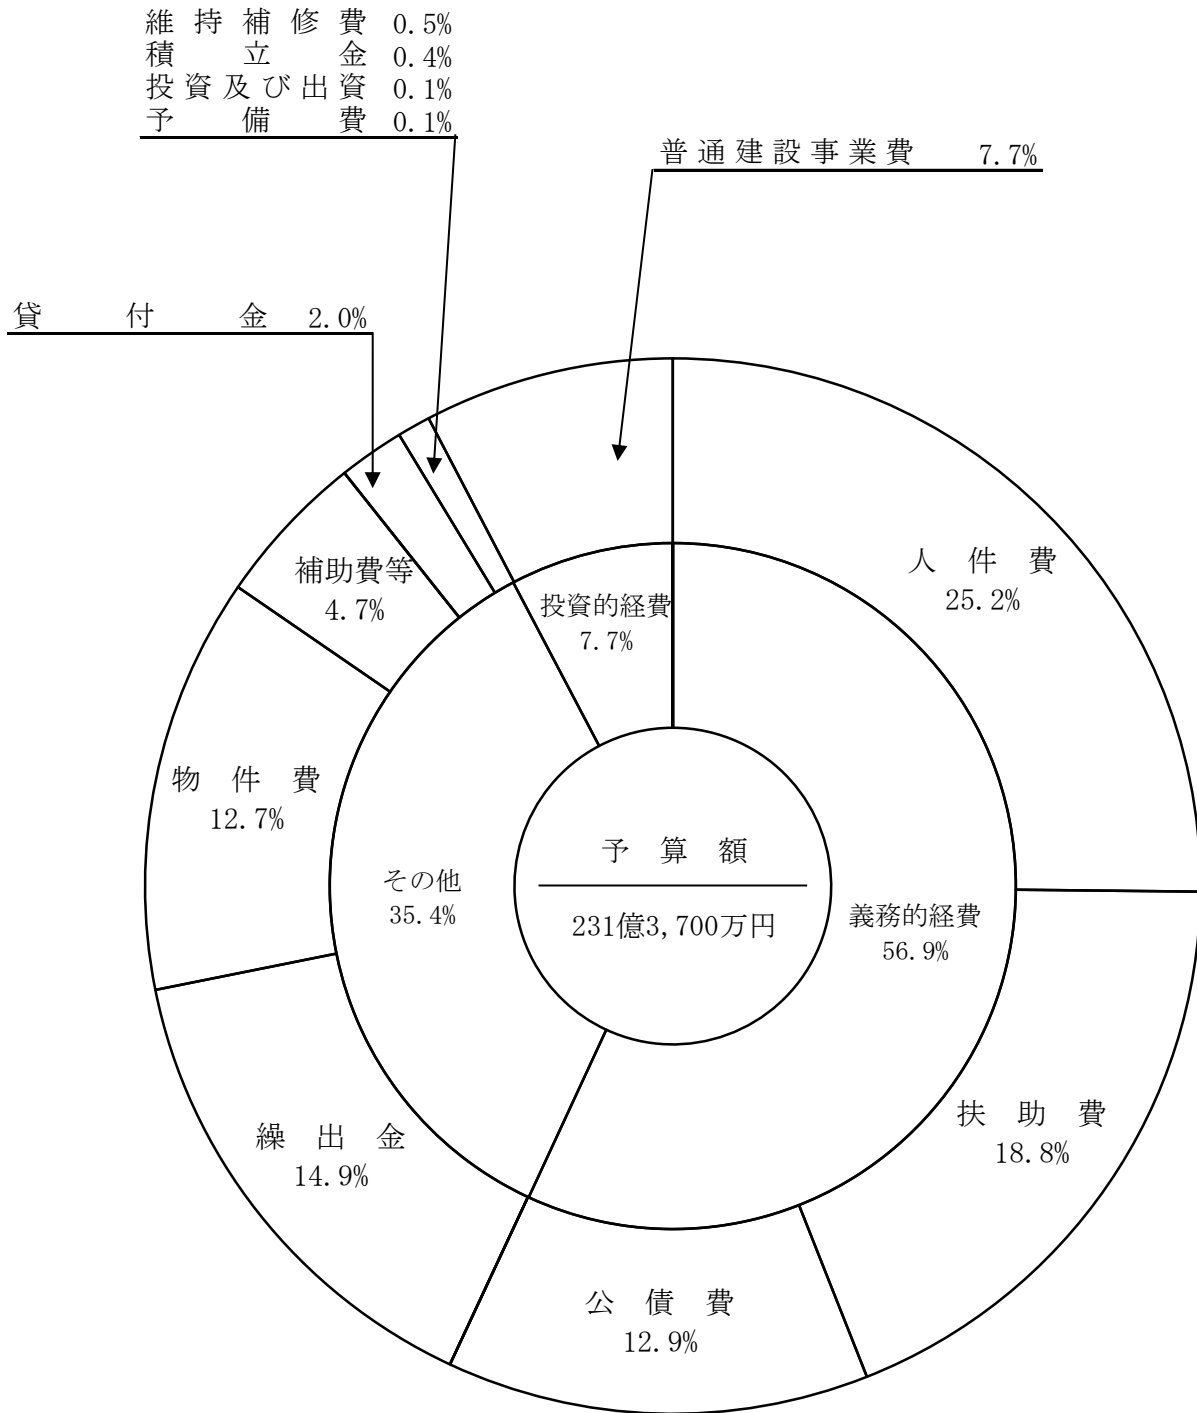 維持補修費 0.5%
積立金 0.4%
投資及び出資 0.1%
予備費 0.1%
普通建設事業費 7.7%
貸付金 2.0%
人件費
25.2%
補助費等
4.7%
投資的経費
7.7%
物件費
12.7%
予算額
231億3,700万円
その他
35.4%
義務的経費
56.9%
扶助費
18.8%
繰出金
14.9%
公債費
12.9%